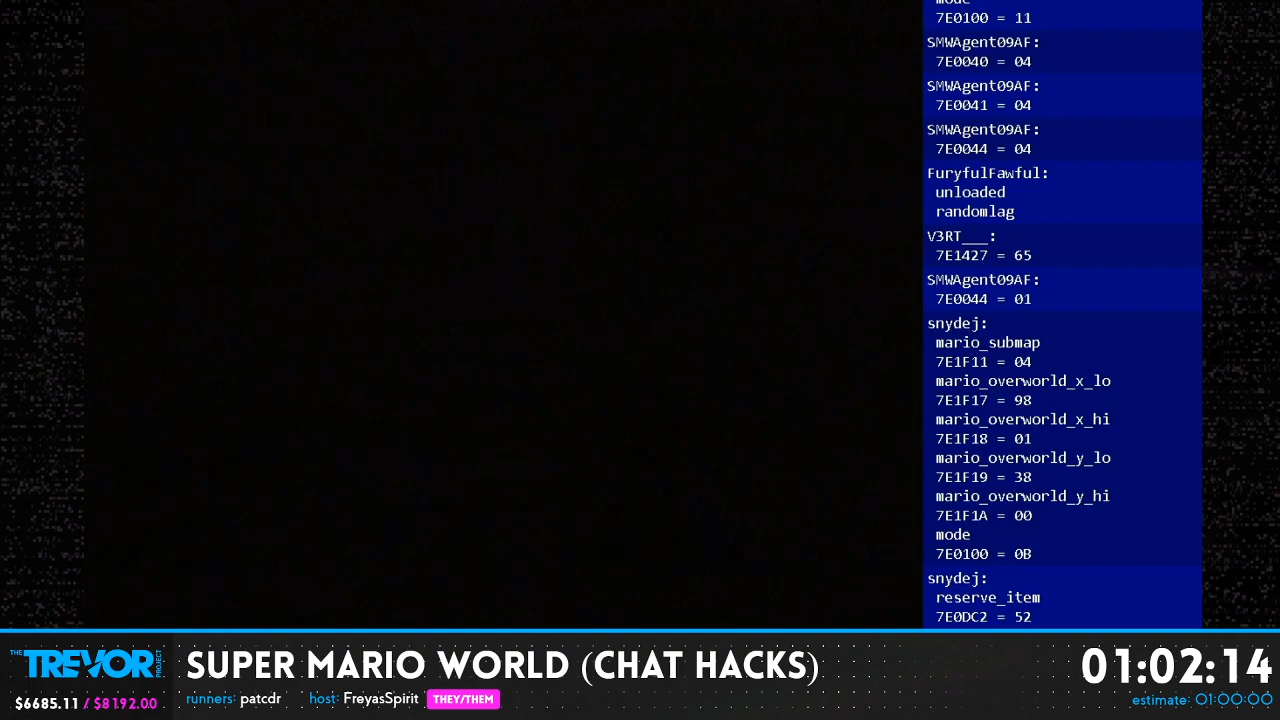 mode
7E0100 = 11
SMWAgent09AF:
7E0040 = 04
SMWAgent09AF:
7E0041 = 04
SMWAgent09AF:
7E0044 = 04
FuryfulFawful:
unloaded
randomlag
V3RT___:
7E1427 = 65
SMWAgent09AF:
7E0044 = 01
snydej:
mario_submap
7E1F11 = 04
mario_overworld_x_lo
7E1F17 = 98
mario_overworld_x_hi
7E1F18 = 01
mario_overworld_y_lo
7E1F19 = 38
mario_overworld_y_hi
7E1F1A = 00
mode
7E0100 = 0B
snydej:
reserve_item
7E0DC2 = 52
THE TREVOR PROJECT
$6685.11 / $8192.00
SUPER MARIO WORLD (CHAT HACKS)
runners: patcdr host: FreyasSpirit THEY/THEM
01:02:14
estimate: 01:00:00